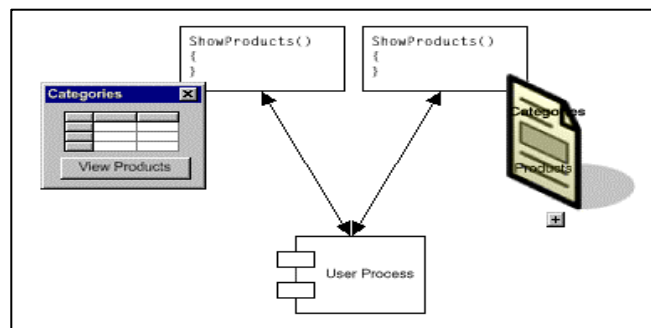 ShowProducts()
{
}
ShowProducts()
{
}
Categories
View Products
Categories
Products
User Process